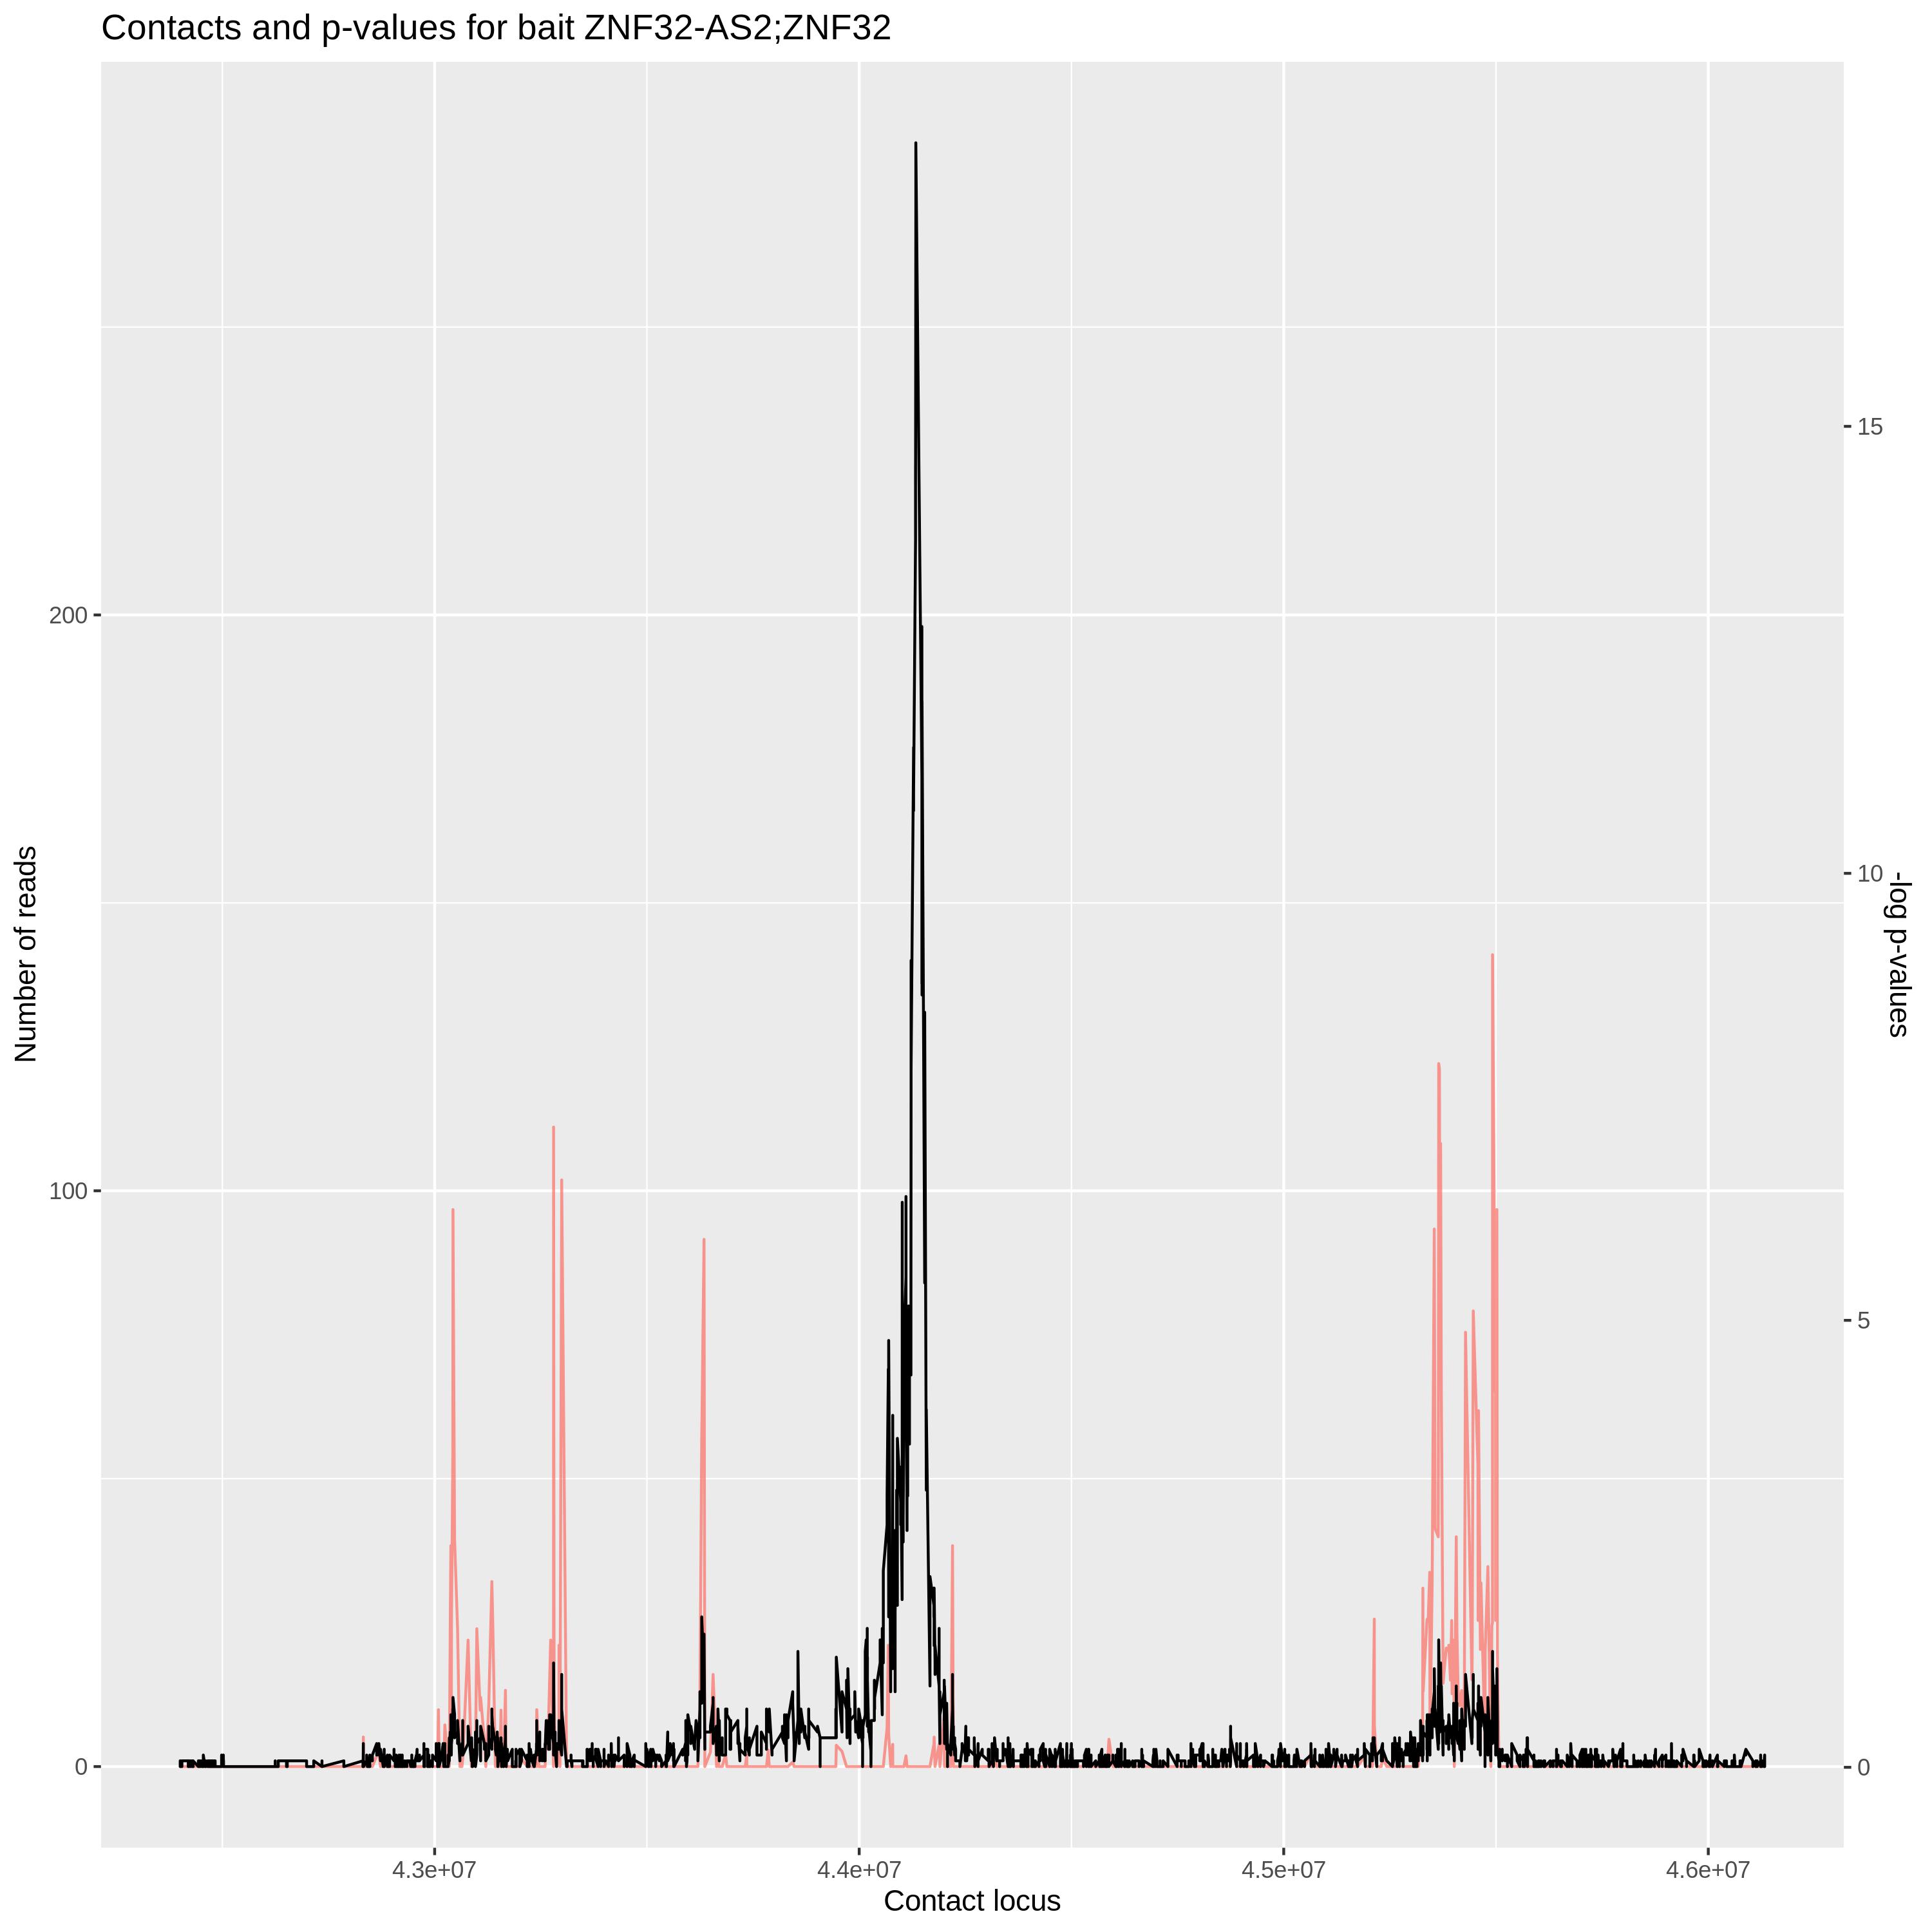 Contacts and p-values for bait ZNF32-AS2;ZNF32
Number of reads
200
100
0
15
10
5
0
-log p-values
4.3e+07
4.4e+07
4.5e+07
4.6e+07
Contact locus